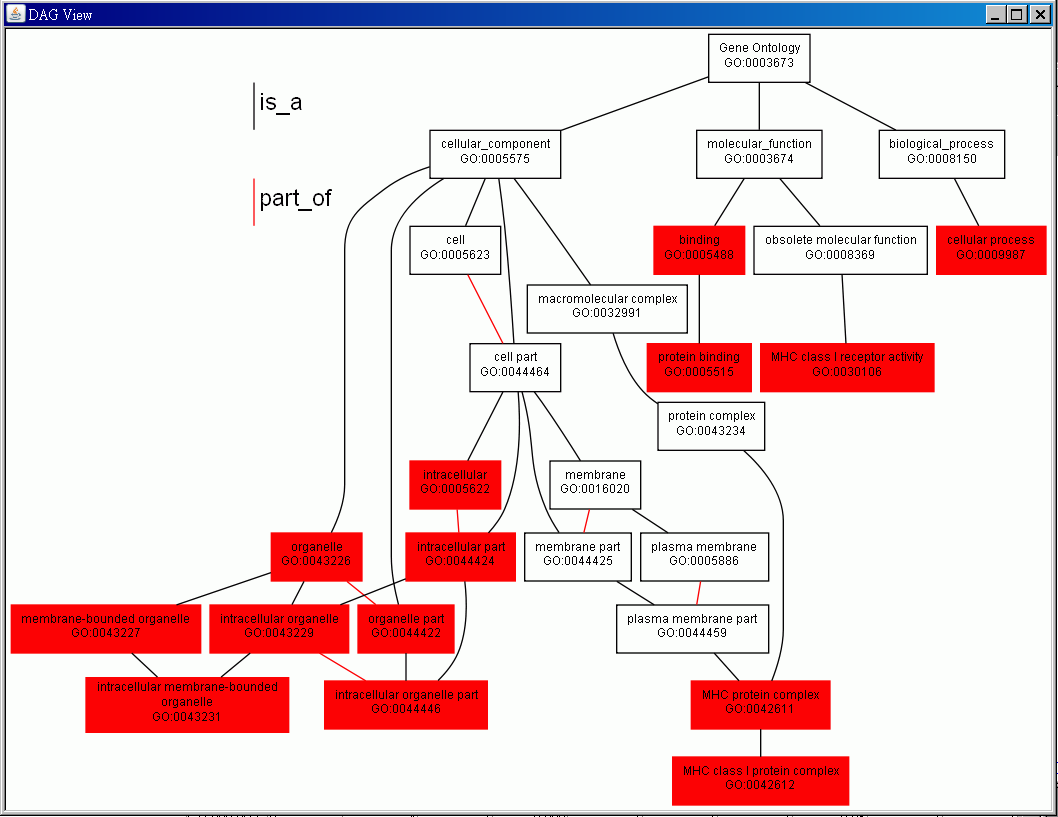 DAG View
Gene Ontology
GO:0003673
is_a
cellular_component
GO:0005575
molecular_function
GO:0003674
biological_process
GO:0008150
part_of
cell
GO:0005623
binding
GO:0005488
obsolete molecular function
GO:0008369
cellular process
GO:0009987
macromolecular complex
GO:0032991
cell part
GO:0044464
protein binding
GO:0005515
MHC class I receptor activity
GO:0030106
protein complex
GO:0043234
intracellular
GO:0005622
membrane
GO:0016020
organelle
GO:0043226
intracellular part
GO:0044424
membrane part
GO:0044425
plasma membrane
GO:0005886
membrane-bounded organelle
GO:0043227
intracellular organelle
GO:0043229
organelle part
GO:0044422
plasma membrane part
GO:0044459
intracellular membrane-bounded
organelle
GO:0043231
intracellular organelle part
GO:0044446
MHC protein complex
GO:0042611
MHC class I protein complex
GO:0042612